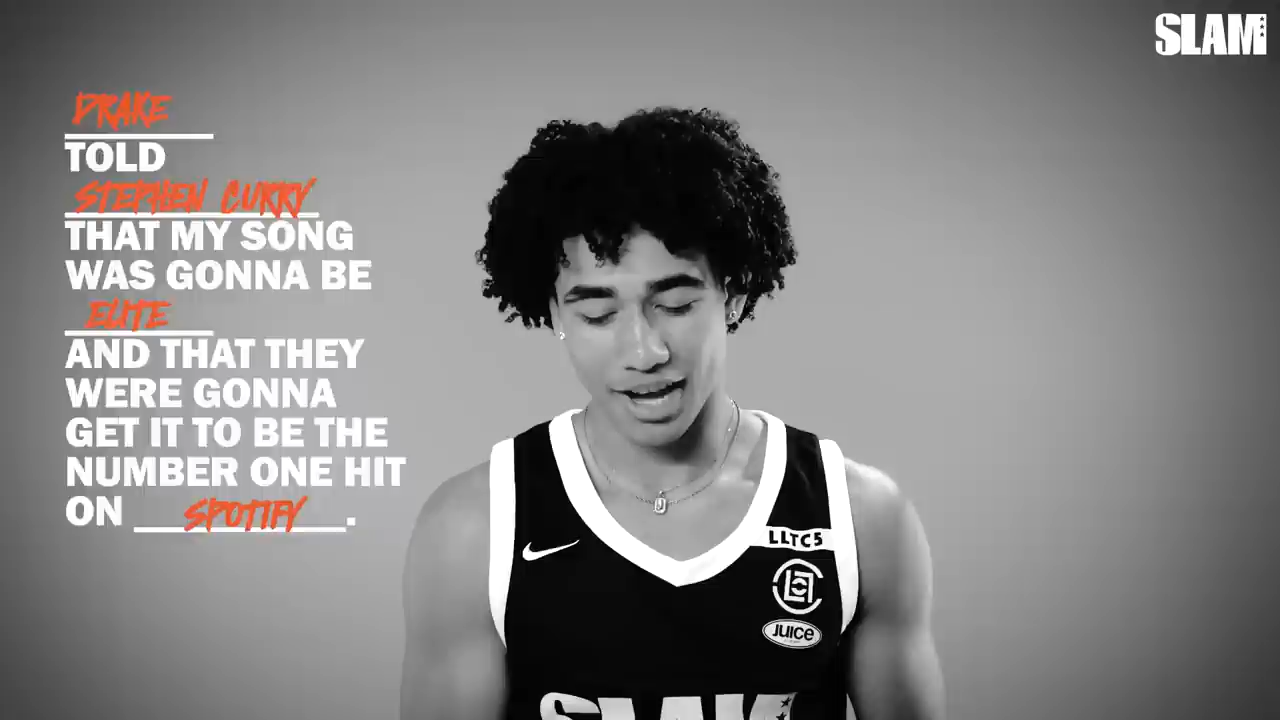 SLAM
DRAKE
TOLD
STEPHEN CURRY
THAT MY SONG
WAS GONNA BE
ELITE
AND THAT THEY
WERE GONNA
GET IT TO BE THE
NUMBER ONE HIT
ON SPOTIFY.
LLTC5
JUICE
SLAM